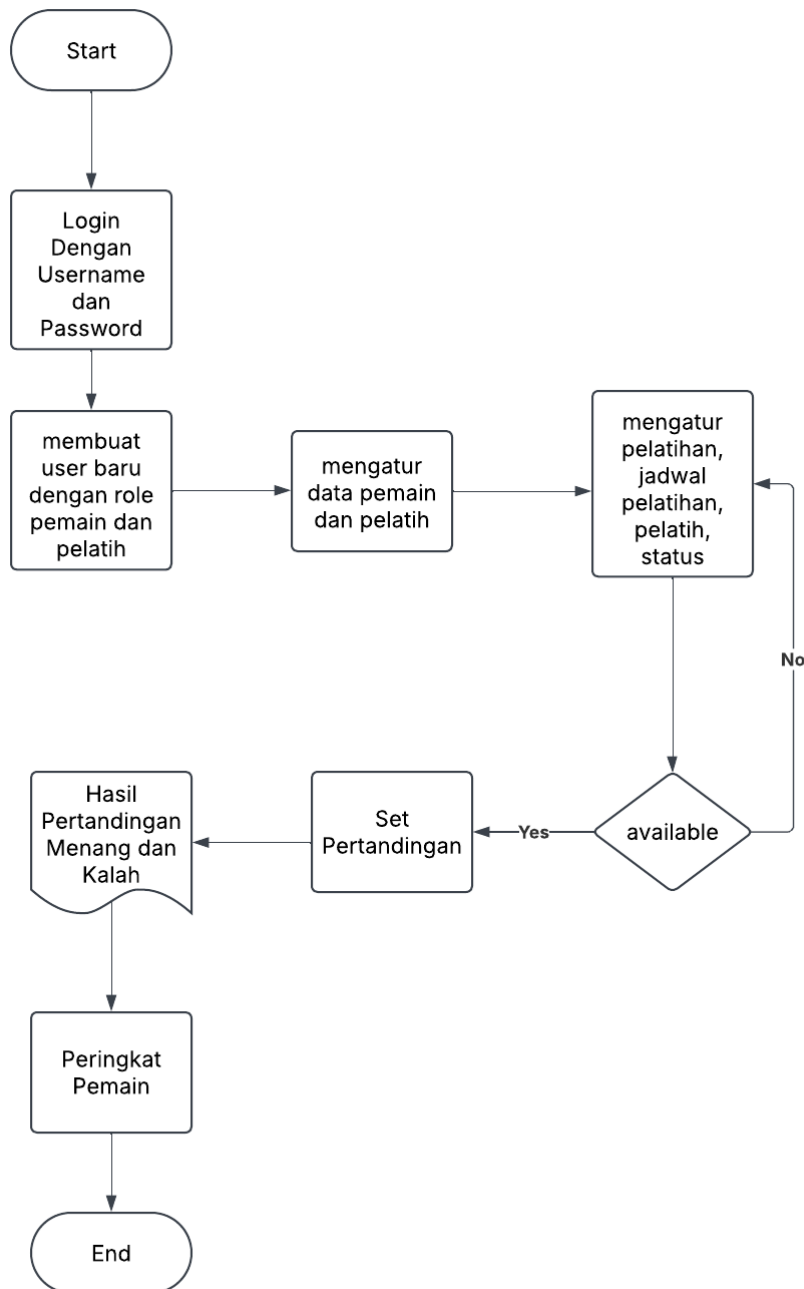 Start
Login
Dengan
Username
dan
Password
membuat
user baru
dengan role
pemain dan
pelatih
mengatur
data pemain
dan pelatih
mengatur
pelatihan,
jadwal
pelatihan,
pelatih,
status
No
available
Yes
Set
Pertandingan
Hasil
Pertandingan
Menang dan
Kalah
Peringkat
Pemain
End